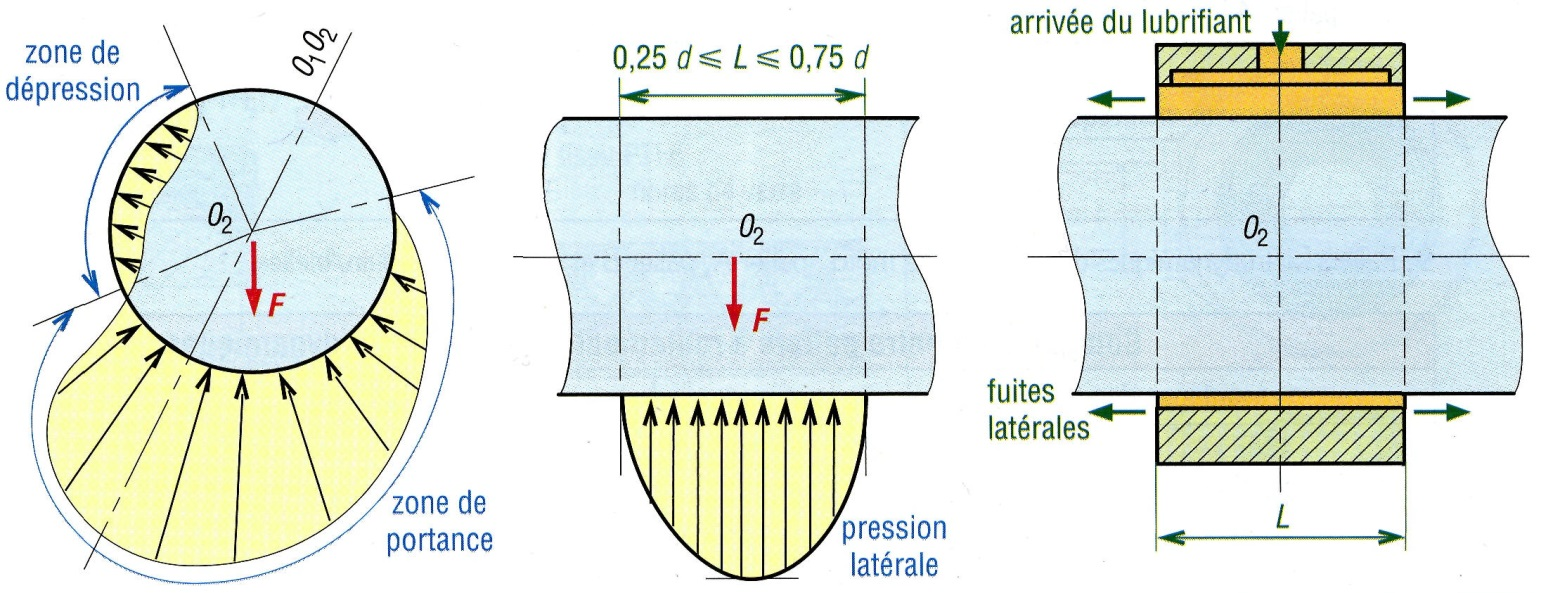 zone de
dépression
O₁O₂
O₂
F
zone de
portance
0,25 d ⩽ L ⩽ 0,75 d
O₂
F
pression
latérale
arrivée du lubrifiant
O₂
fuites
latérales
L